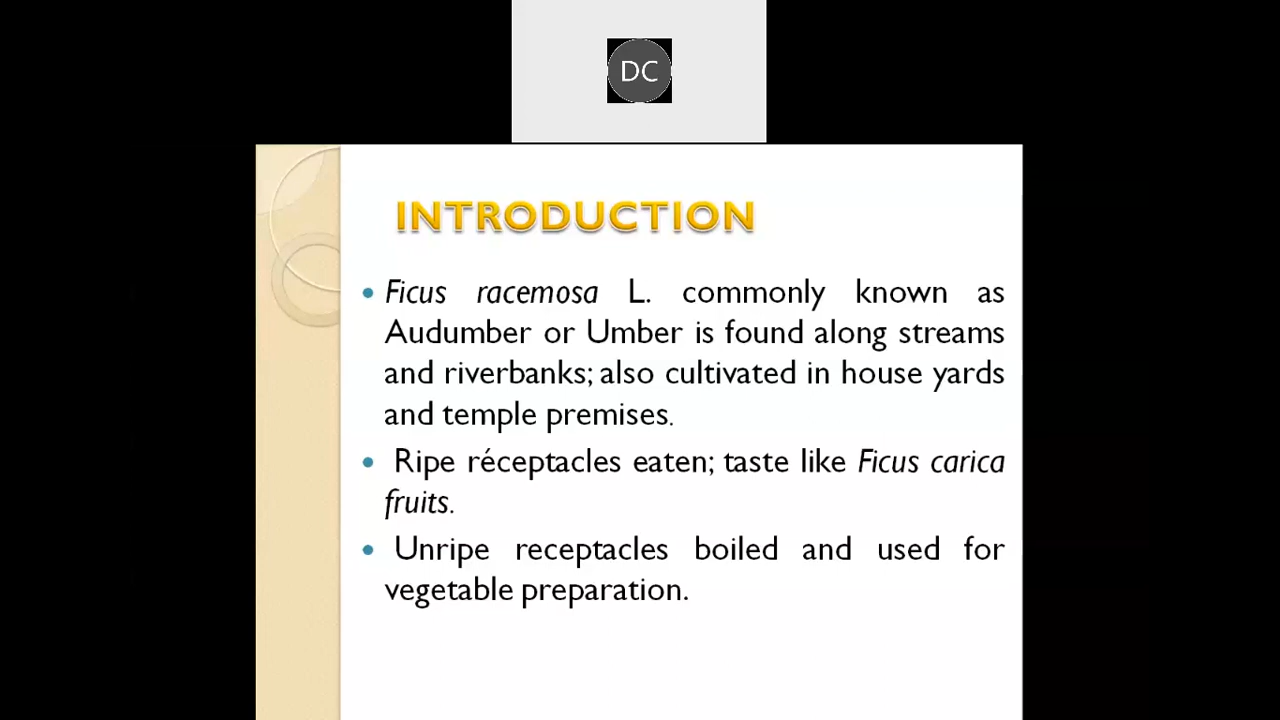 DC
INTRODUCTION
• Ficus racemosa L. commonly known as
Audumber or Umber is found along streams
and riverbanks; also cultivated in house yards
and temple premises.
• Ripe réceptacles eaten; taste like Ficus carica
fruits.
• Unripe receptacles boiled and used for
vegetable preparation.